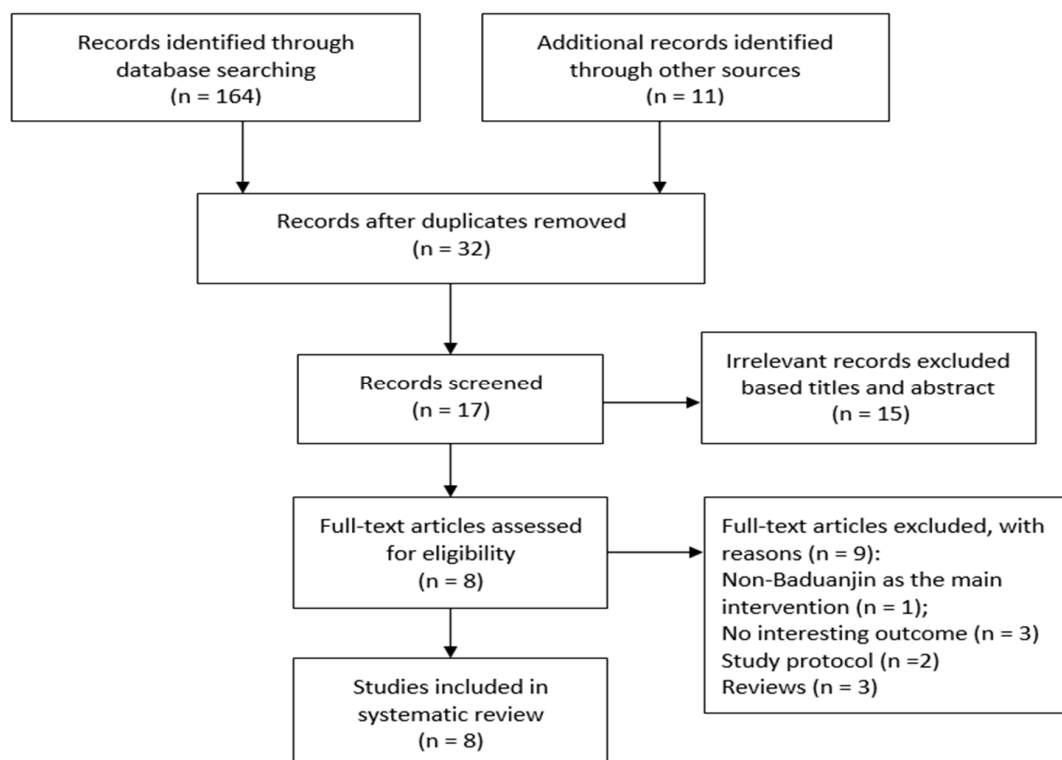 Records identified through
database searching
(n = 164)
Additional records identified
through other sources
(n = 11)
Records after duplicates removed
(n = 32)
Records screened
(n = 17)
Irrelevant records excluded
based titles and abstract
(n = 15)
Full-text articles assessed
for eligibility
(n = 8)
Full-text articles excluded, with
reasons (n = 9):
Non-Baduanjin as the main
intervention (n = 1);
No interesting outcome (n = 3)
Study protocol (n =2)
Reviews (n = 3)
Studies included in
systematic review
(n = 8)